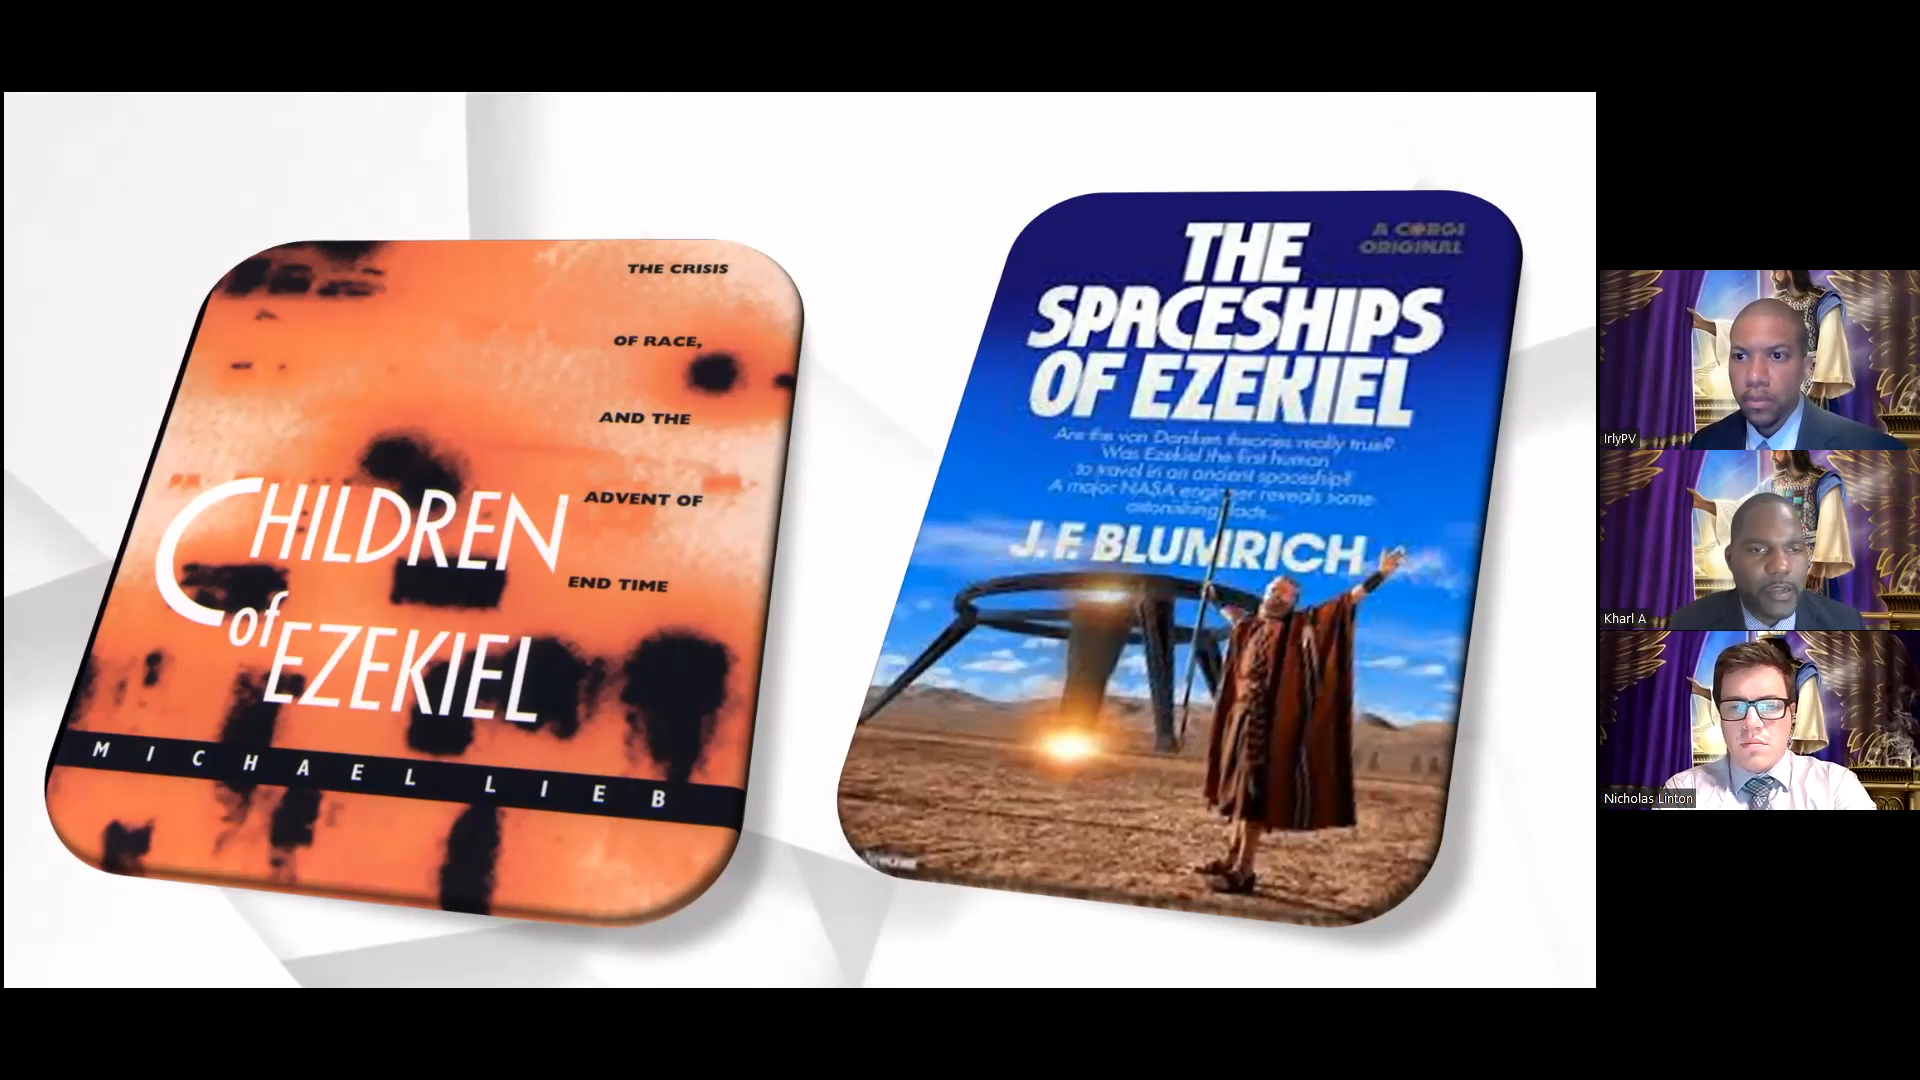 THE CRISIS
OF RACE,
AND THE
ADVENT OF
END TIME
CHILDREN
of EZEKIEL
MICHAEL LIEB
A CORGI
ORIGINAL
THE
SPACESHIPS
OF EZEKIEL
Are the von Daniken theories really true?
Was Ezekiel the first human
to travel in an ancient spaceship?
A major NASA engineer reveals some
astonishing facts...
J.F. BLUMRICH
IrlyPV
Kharl A
Nicholas Linton